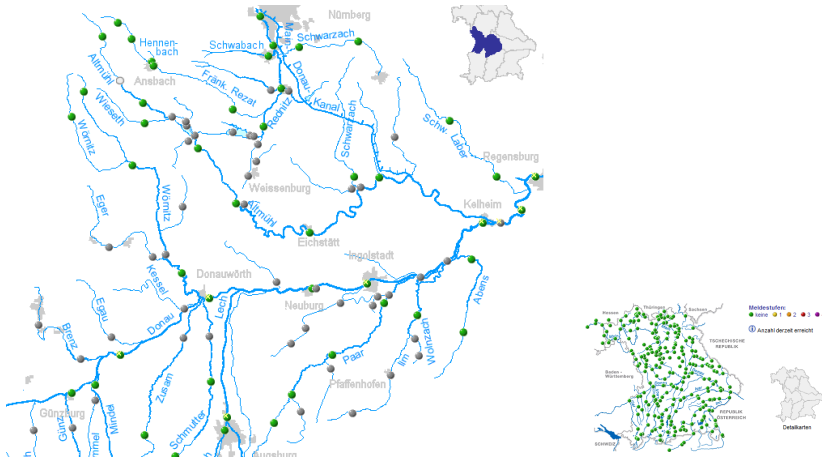 Nürnberg
Schwabach
Main-
Donau-
Kanal
Schwarzach
Hennen-
bach
Altmühl
Ansbach
Fränk. Rezat
Rednitz
Wieseth
Wörnitz
Schwarzach
Schw. Laber
Regensburg
Weissenburg
Altmühl
Kelheim
Eger
Wörnitz
Eichstätt
Ingolstadt
Donauwörth
Kessel
Neuburg
Lech
Abens
Donau
Egau
Brenz
Paar
Ilm
Wolnzach
Pfaffenhofen
Zusam
Schmutter
Günzburg
Günz
Mindel
Augsburg
Meldestufen:
keine 1 2 3
Anzahl derzeit erreicht
Hessen
Thüringen
Sachsen
TSCHECHISCHE
REPUBLIK
Baden -
Württemberg
REPUBLIK
ÖSTERREICH
SCHWEIZ
Detailkarten